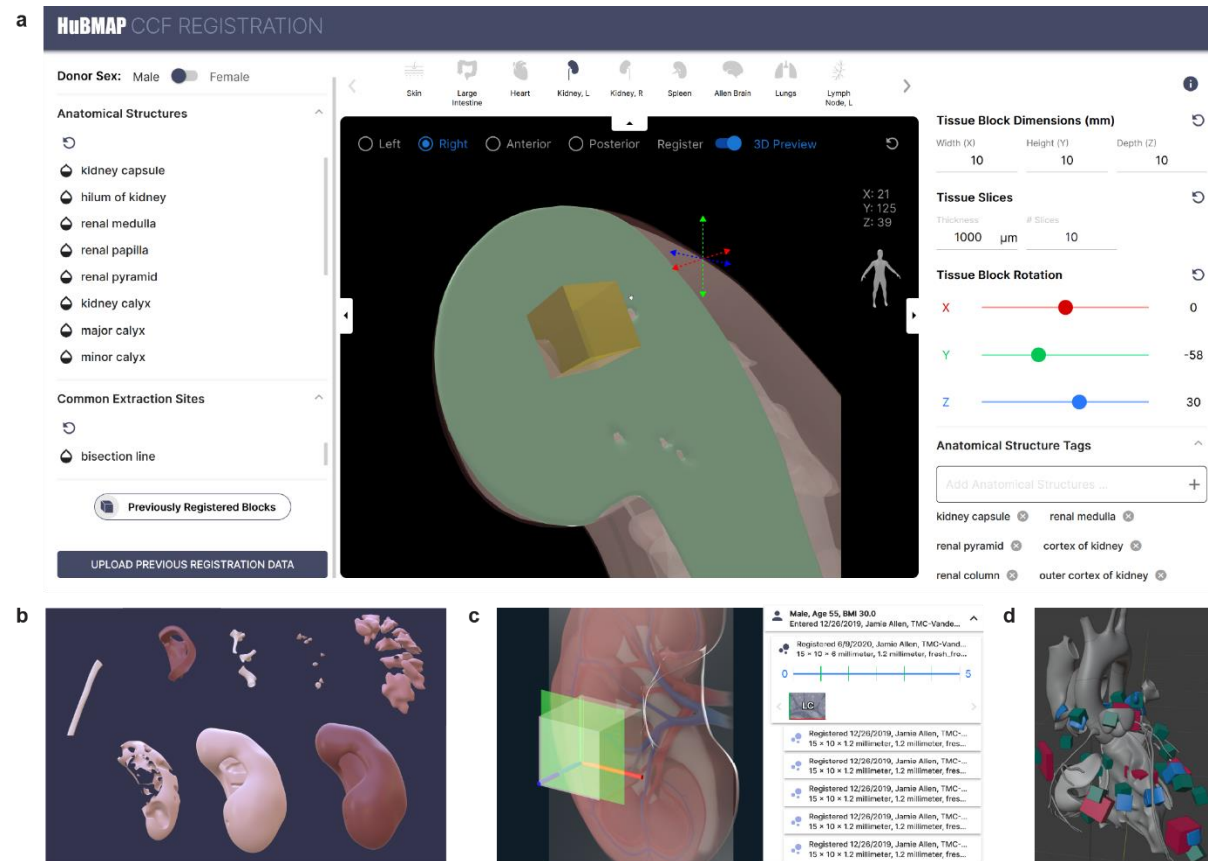 a
HuBMAP CCF REGISTRATION
Donor Sex: Male Female
Anatomical Structures
kidney capsule
hilum of kidney
renal medulla
renal papilla
renal pyramid
kidney calyx
major calyx
minor calyx
Common Extraction Sites
bisection line
Previously Registered Blocks
UPLOAD PREVIOUS REGISTRATION DATA
Skin
Large Intestine
Heart
Kidney, L
Kidney, R
Spleen
Allen Brain
Lungs
Lymph Node, L
Left Right Anterior Posterior Register 3D Preview
X: 21
Y: 125
Z: 39
Tissue Block Dimensions (mm)
Width (X) Height (Y) Depth (Z)
10 10 10
Tissue Slices
Thickness # Slices
1000 µm 10
Tissue Block Rotation
X 0
Y -58
Z 30
Anatomical Structure Tags
Add Anatomical Structures ...
kidney capsule renal medulla
renal pyramid cortex of kidney
renal column outer cortex of kidney
b
c
Male, Age 55, BMI 30.0
Entered 12/26/2019, Jamie Allen, TMC-Vande...
Registered 6/9/2020, Jamie Allen, TMC-Vand...
15 × 10 × 6 millimeter, 1.2 millimeter, fresh_fro...
0 5
LC
Registered 12/26/2019, Jamie Allen, TMC-...
15 × 10 × 1.2 millimeter, 1.2 millimeter, fres...
Registered 12/26/2019, Jamie Allen, TMC-...
15 × 10 × 1.2 millimeter, 1.2 millimeter, fres...
Registered 12/26/2019, Jamie Allen, TMC-...
15 × 10 × 1.2 millimeter, 1.2 millimeter, fres...
Registered 12/26/2019, Jamie Allen, TMC-...
15 × 10 × 1.2 millimeter, 1.2 millimeter, fres...
Registered 12/26/2019, Jamie Allen, TMC-...
15 × 10 × 1.2 millimeter, 1.2 millimeter, fres...
d